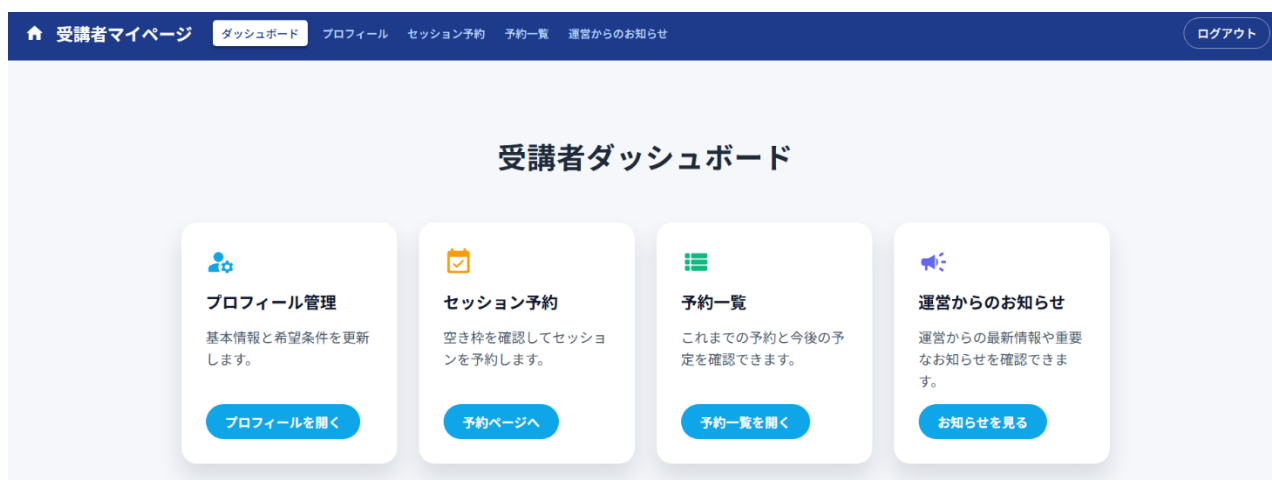 受講者マイページ ダッシュボード プロフィール セッション予約 予約一覧 運営からのお知らせ ログアウト
受講者ダッシュボード
プロフィール管理
基本情報と希望条件を更新
します。
プロフィールを開く
セッション予約
空き枠を確認してセッショ
ンを予約します。
予約ページへ
予約一覧
これまでの予約と今後の予
定を確認できます。
予約一覧を開く
運営からのお知らせ
運営からの最新情報や重要
なお知らせを確認できま
す。
お知らせを見る